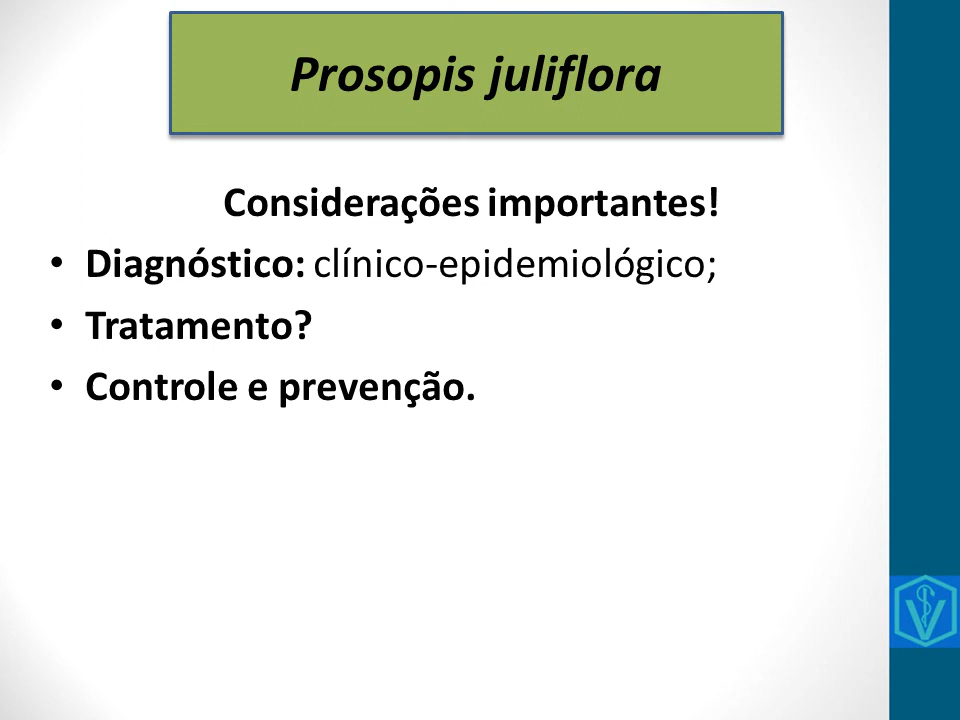 Prosopis juliflora
Considerações importantes!
• Diagnóstico: clínico-epidemiológico;
• Tratamento?
• Controle e prevenção.